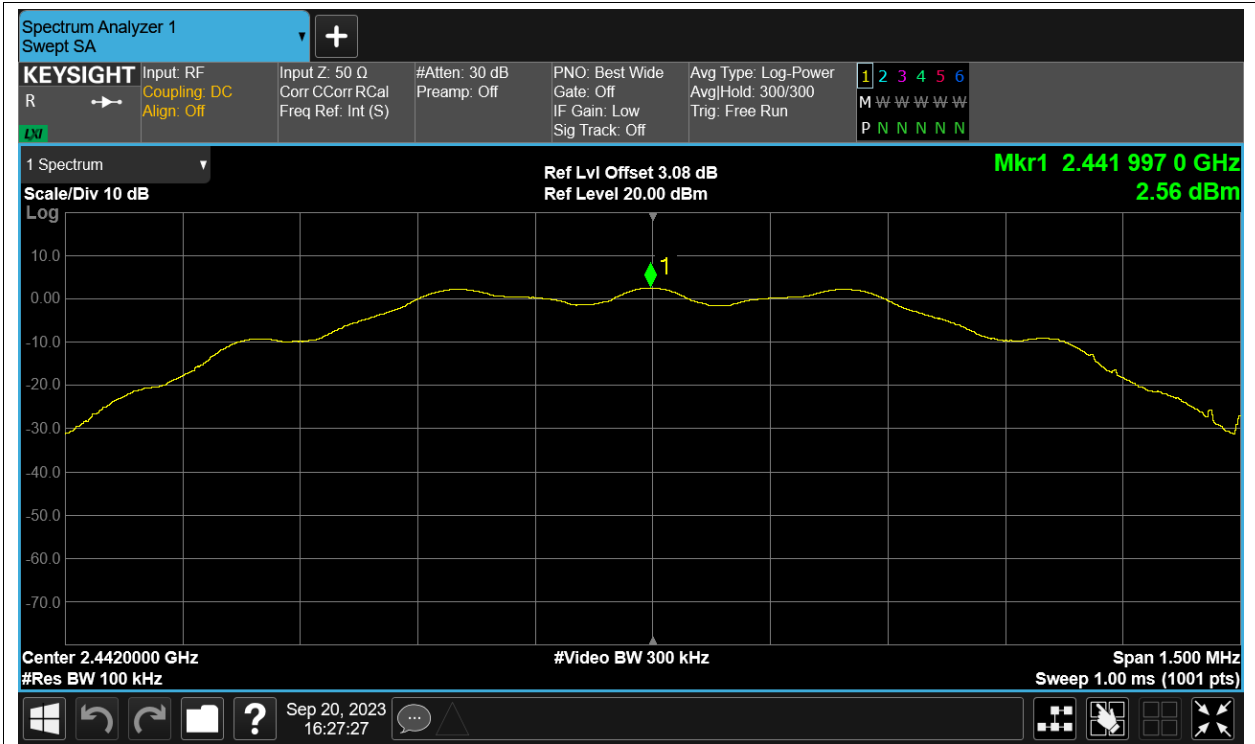 Spectrum Analyzer 1
Swept SA
KEYSIGHT
R
LXI
Input: RF
Coupling: DC
Align: Off
Input Z: 50 Ω
Corr CCorr RCal
Freq Ref: Int (S)
#Atten: 30 dB
Preamp: Off
PNO: Best Wide
Gate: Off
IF Gain: Low
Sig Track: Off
Avg Type: Log-Power
Avg|Hold: 300/300
Trig: Free Run
1 2 3 4 5 6
M W W W W W
P N N N N N
1 Spectrum
Scale/Div 10 dB
Log
Ref Lvl Offset 3.08 dB
Ref Level 20.00 dBm
Mkr1 2.441 997 0 GHz
2.56 dBm
1
10.0
0.00
-10.0
-20.0
-30.0
-40.0
-50.0
-60.0
-70.0
Center 2.4420000 GHz
#Video BW 300 kHz
Span 1.500 MHz
#Res BW 100 kHz
Sweep 1.00 ms (1001 pts)
?
Sep 20, 2023
16:27:27